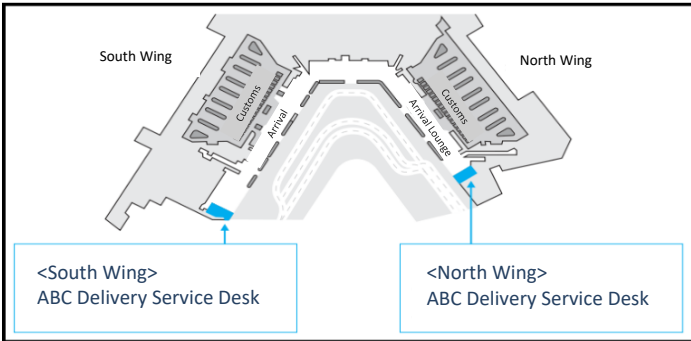 South Wing
North Wing
Customs
Arrival
Arrival Lounge
Customs
<South Wing>
ABC Delivery Service Desk
<North Wing>
ABC Delivery Service Desk